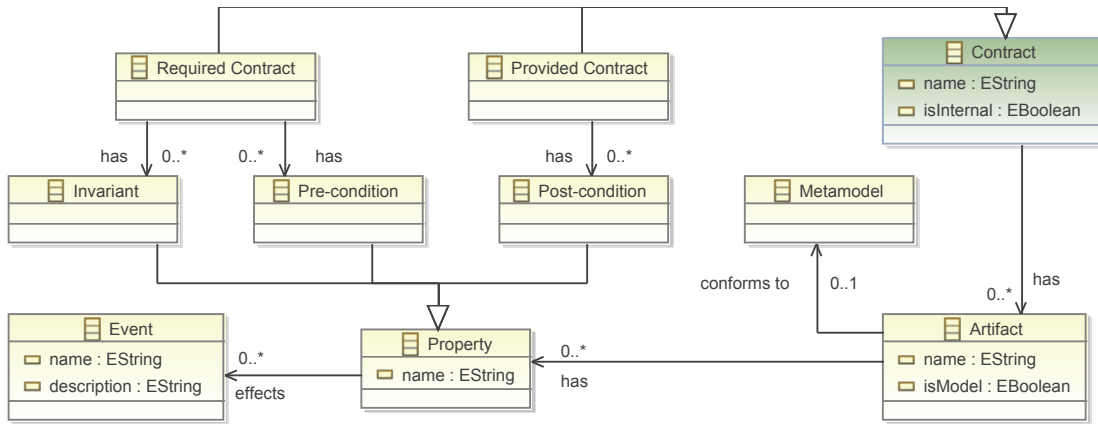 Required Contract
Provided Contract
Contract
name : EString
isInternal : EBoolean
has
0..*
0..*
has
has
0..*
Invariant
Pre-condition
Post-condition
Metamodel
conforms to
0..1
has
0..*
Event
name : EString
description : EString
0..*
effects
Property
name : EString
0..*
has
Artifact
name : EString
isModel : EBoolean